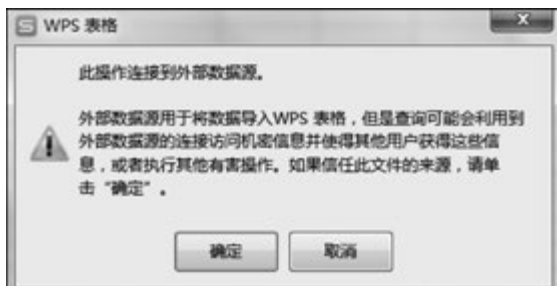 WPS 表格
此操作连接到外部数据源。
外部数据源用于将数据导入WPS 表格，但是查询可能会利用到
外部数据源的连接访问机密信息并使得其他用户获得这些信
息，或者执行其他有害操作。如果信任此文件的来源，请单
击“确定”。
确定
取消